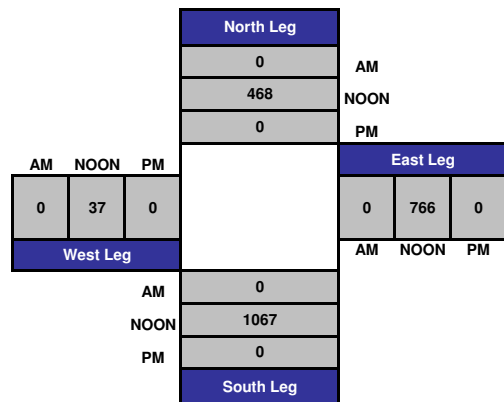 North Leg
0 AM
468 NOON
0 PM
AM NOON PM
East Leg
0 37 0
0 766 0
West Leg
AM NOON PM
AM 0
NOON 1067
PM 0
South Leg